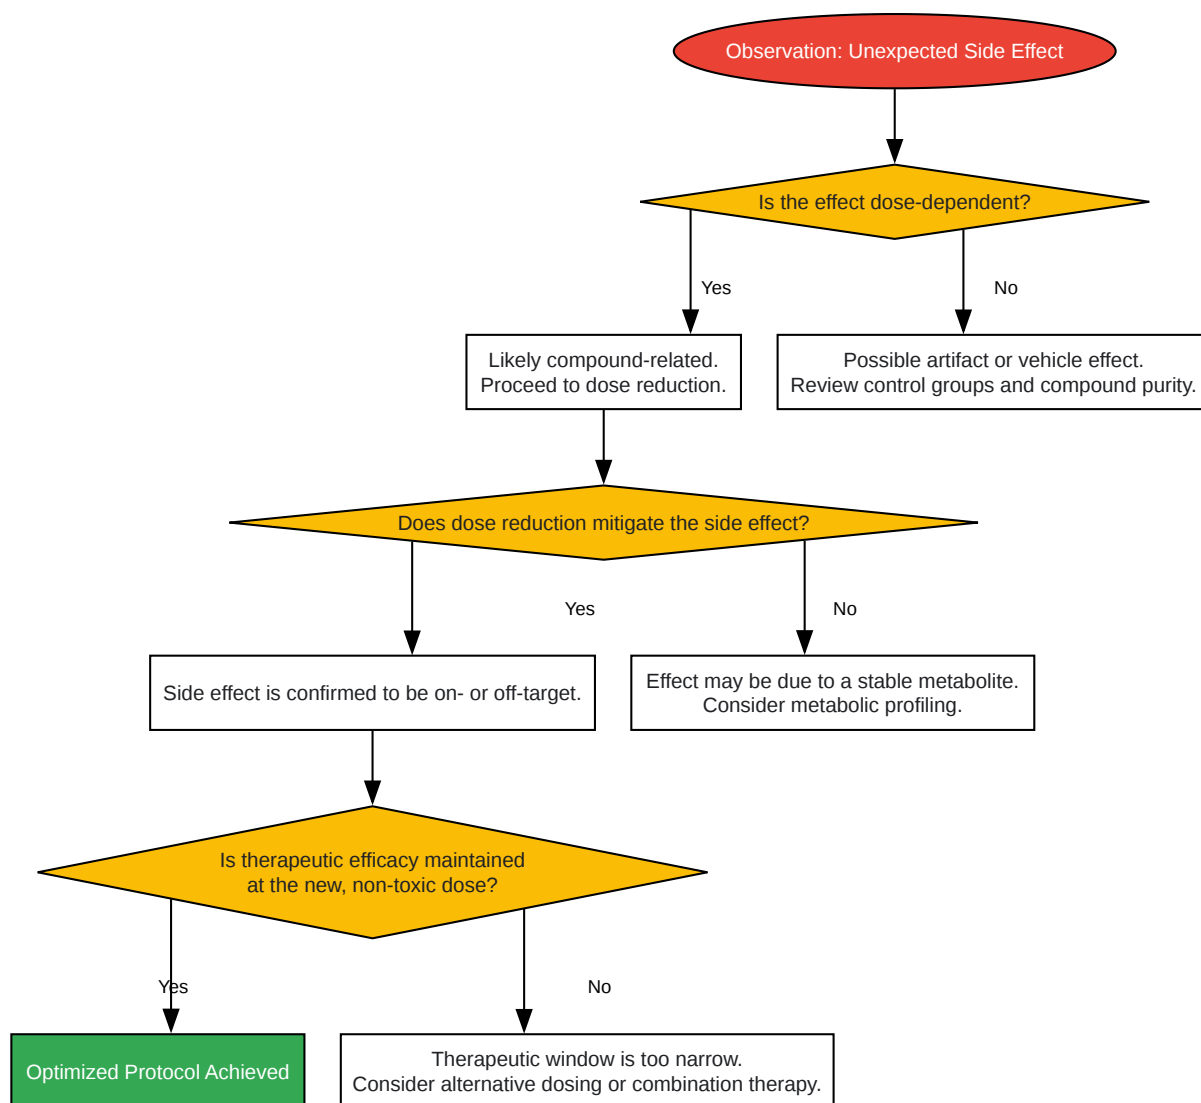 Observation: Unexpected Side Effect
Is the effect dose-dependent?
Yes
No
Likely compound-related.
Proceed to dose reduction.
Possible artifact or vehicle effect.
Review control groups and compound purity.
Does dose reduction mitigate the side effect?
Yes
No
Side effect is confirmed to be on- or off-target.
Effect may be due to a stable metabolite.
Consider metabolic profiling.
Is therapeutic efficacy maintained
at the new, non-toxic dose?
Yes
No
Optimized Protocol Achieved
Therapeutic window is too narrow.
Consider alternative dosing or combination therapy.